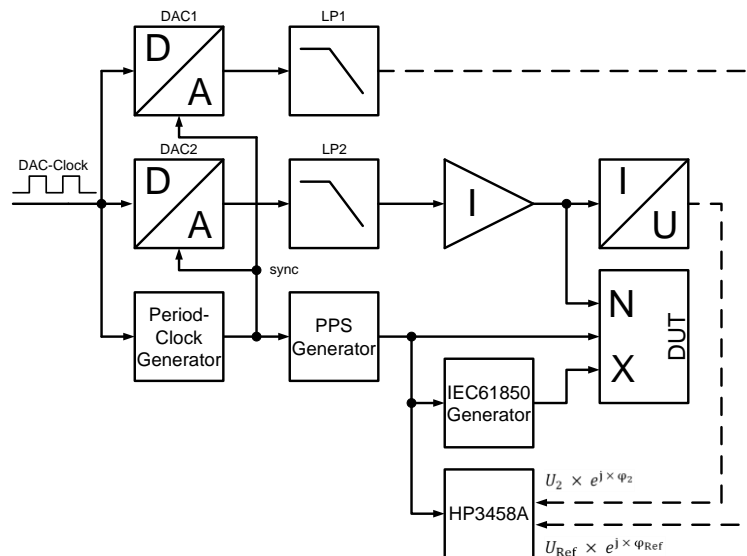 DAC1
LP1
D
A
DAC-Clock
DAC2
LP2
D
A
I
I
U
sync
Period-
Clock
Generator
PPS
Generator
N
X
DUT
IEC61850
Generator
HP3458A
U₂ × e^{j × φ₂}
U_Ref × e^{j × φ_Ref}